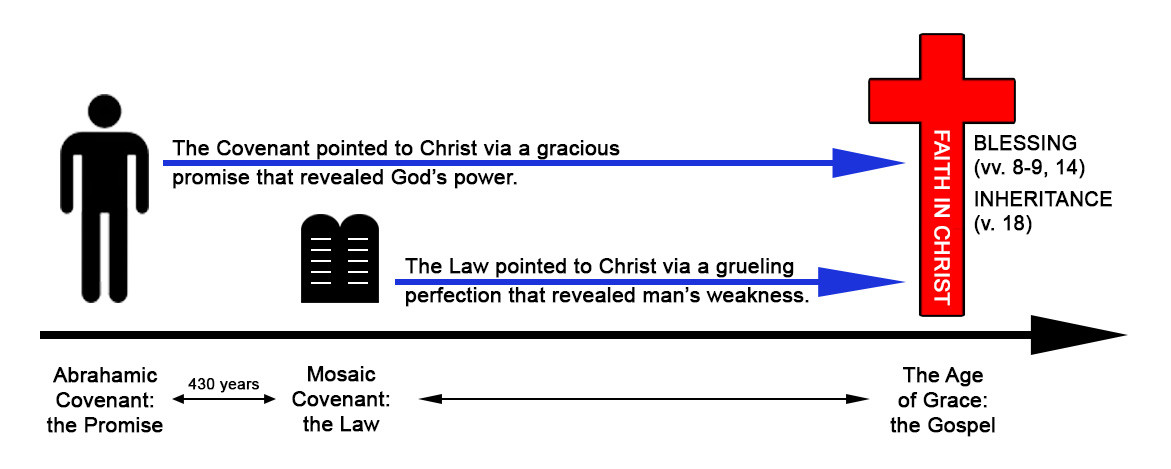 The Covenant pointed to Christ via a gracious
promise that revealed God's power.
The Law pointed to Christ via a grueling
perfection that revealed man's weakness.
FAITH IN CHRIST
BLESSING
(vv. 8-9, 14)
INHERITANCE
(v. 18)
Abrahamic
Covenant:
the Promise
430 years
Mosaic
Covenant:
the Law
The Age
of Grace:
the Gospel